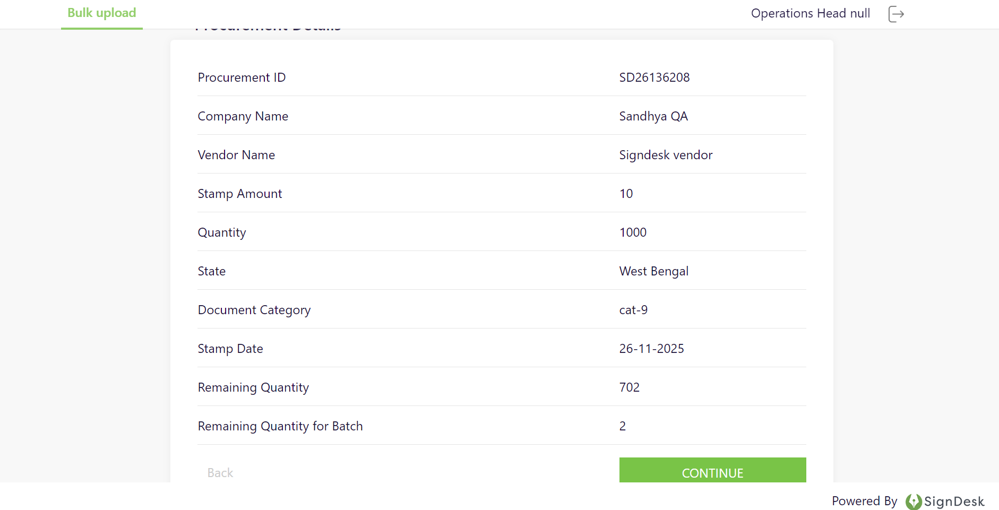 Bulk upload
Operations Head null
Procurement Details
Procurement ID SD26136208
Company Name Sandhya QA
Vendor Name Signdesk vendor
Stamp Amount 10
Quantity 1000
State West Bengal
Document Category cat-9
Stamp Date 26-11-2025
Remaining Quantity 702
Remaining Quantity for Batch 2
Back CONTINUE
Powered By SignDesk